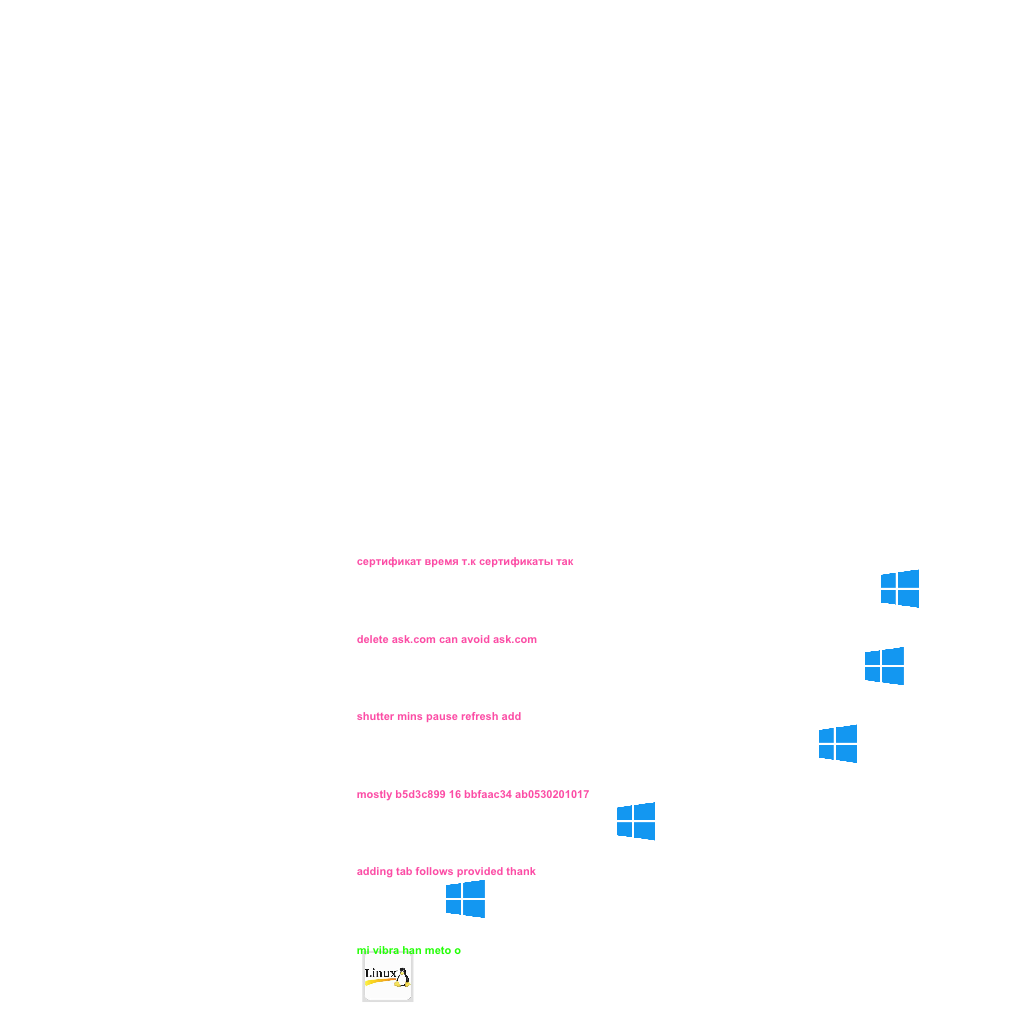 сертификат время т.к сертификаты так
delete ask.com can avoid ask.com
shutter mins pause refresh add
mostly b5d3c899 16 bbfaac34 ab0530201017
adding tab follows provided thank
mi vibra han meto o
Linux